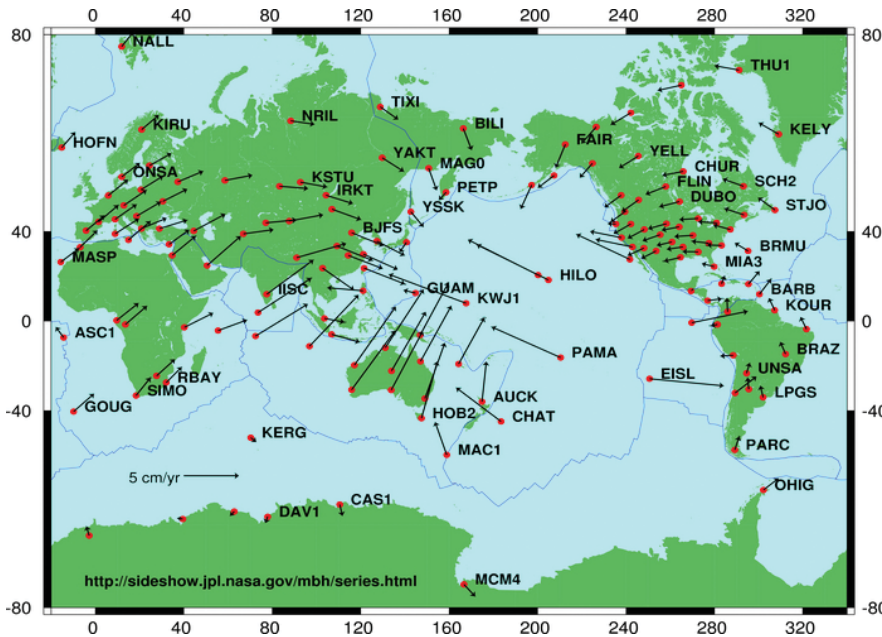 0 40 80 120 160 200 240 280 320
80
NALL
THU1
TIXI
NRIL
KIRU
BILI
HOFN
KELY
FAIR
YAKT
YELL
MAG0
CHUR
ONSA
KSTU
FLIN
SCH2
IRKT
PETP
DUBO
YSSK
STJO
40
BJFS
40
MASP
BRMU
MIA3
HILO
IISC
GUAM
BARB
KWJ1
KOUR
0
ASC1
0
PAMA
BRAZ
EISL
UNSA
RBAY
SIMO
LPGS
AUCK
GOUG
HOB2
CHAT
-40
-40
KERG
MAC1
PARC
5 cm/yr
OHIG
CAS1
DAV1
http://sideshow.jpl.nasa.gov/mbh/series.html
MCM4
-80
-80
0 40 80 120 160 200 240 280 320
80